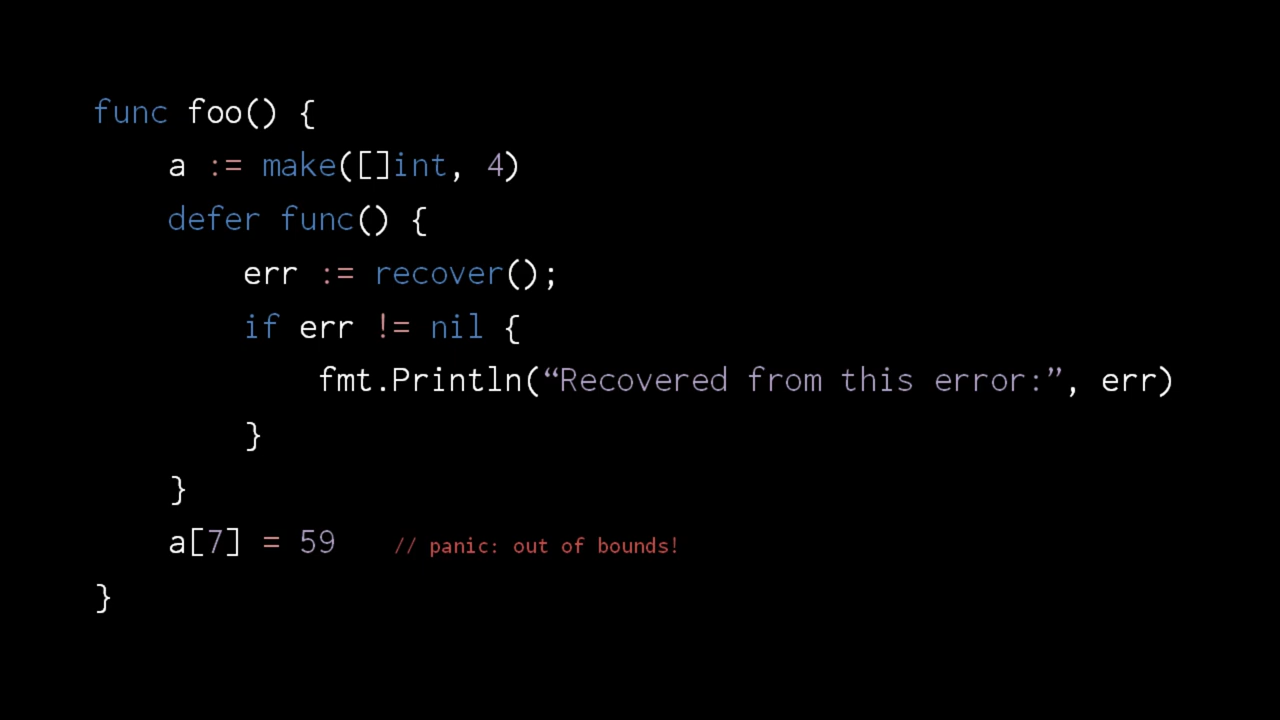 func foo() {
    a := make([]int, 4)
    defer func() {
        err := recover();
        if err != nil {
            fmt.Println(“Recovered from this error:”, err)
        }
    }
    a[7] = 59   // panic: out of bounds!
}